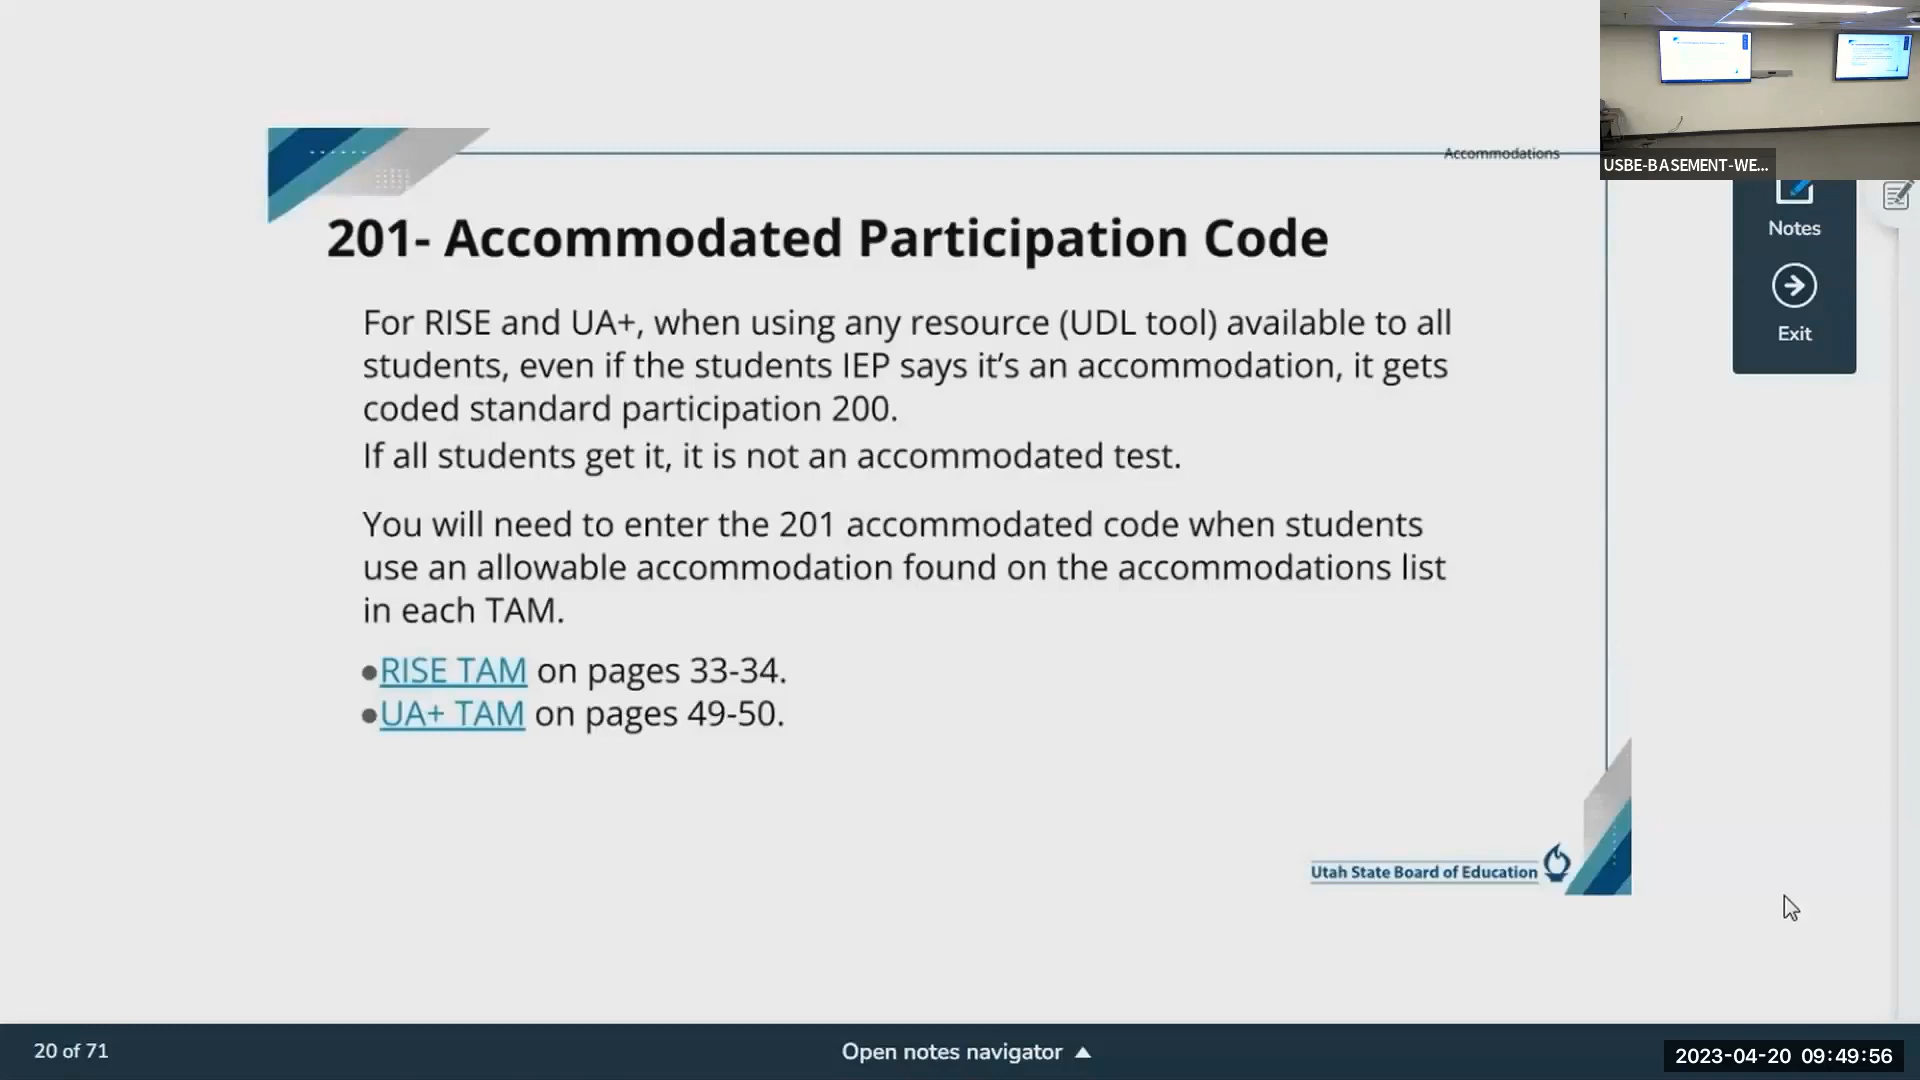 Accommodations
USBE-BASEMENT-WE...
Notes
Exit
201- Accommodated Participation Code
For RISE and UA+, when using any resource (UDL tool) available to all
students, even if the students IEP says it’s an accommodation, it gets
coded standard participation 200.
If all students get it, it is not an accommodated test.
You will need to enter the 201 accommodated code when students
use an allowable accommodation found on the accommodations list
in each TAM.
●RISE TAM on pages 33-34.
●UA+ TAM on pages 49-50.
Utah State Board of Education
20 of 71
Open notes navigator ▲
2023-04-20 09:49:56